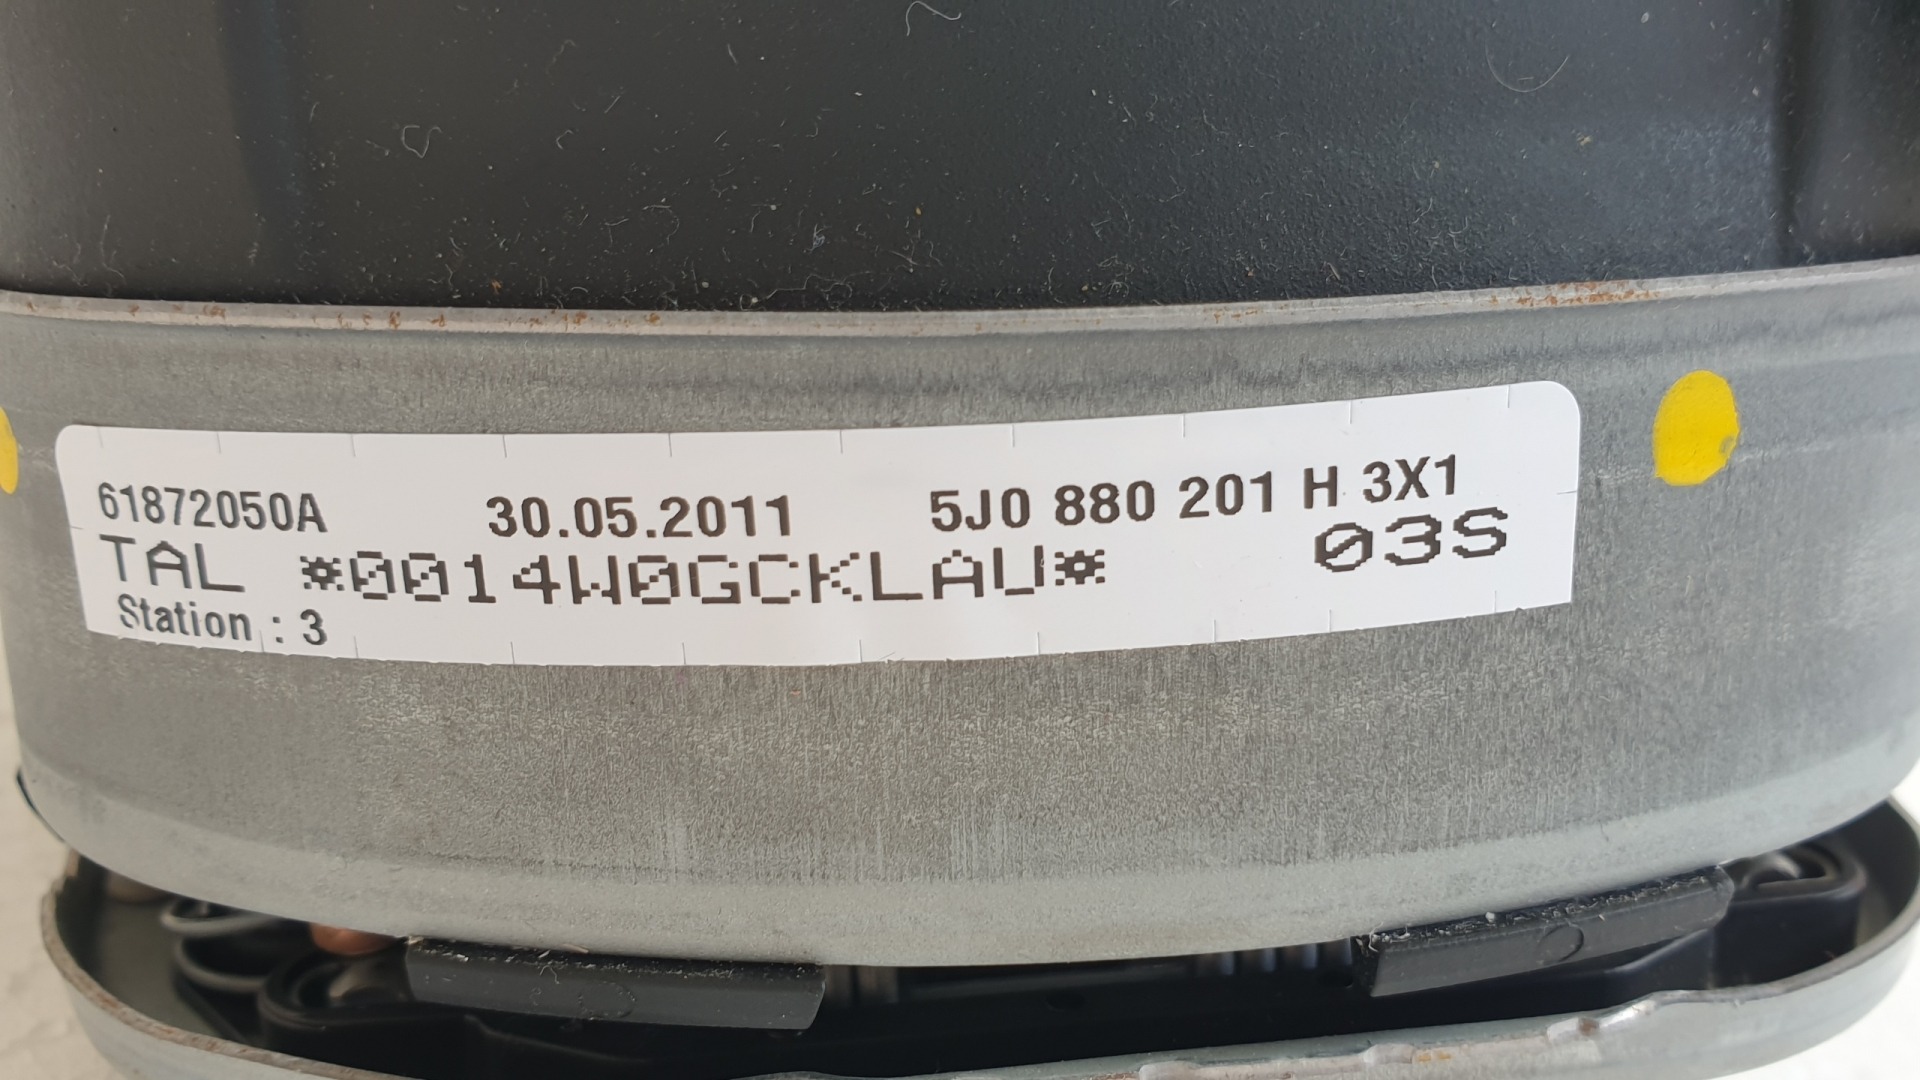 61872050A 30.05.2011 5J0 880 201 H 3X1
TAL *0014W0GCKLAU* 03S
Station : 3